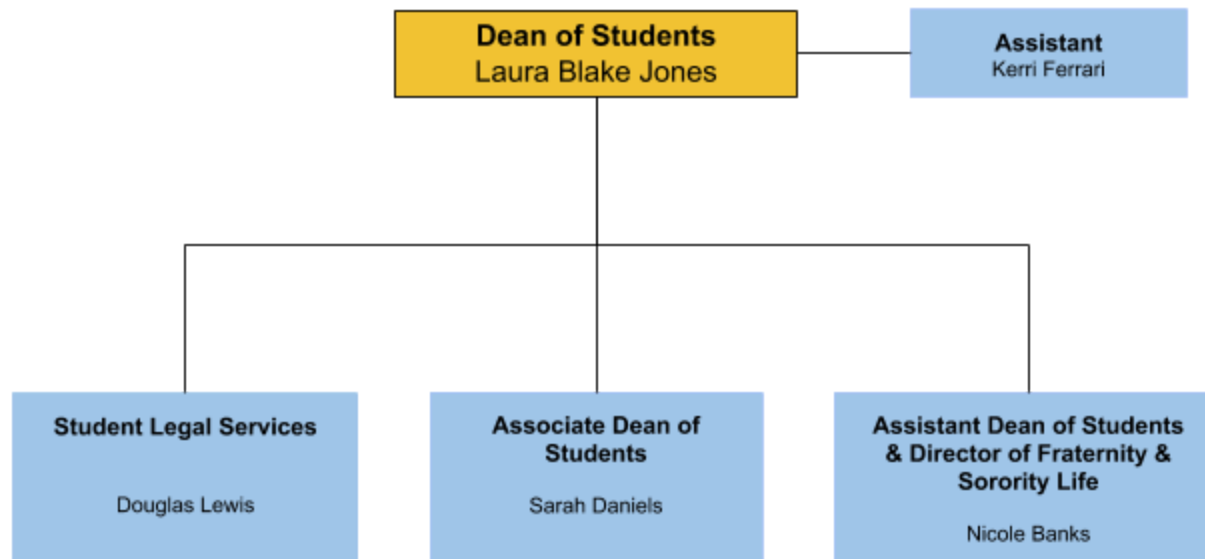 Dean of Students
Laura Blake Jones
Assistant
Kerri Ferrari
Student Legal Services
Douglas Lewis
Associate Dean of
Students
Sarah Daniels
Assistant Dean of Students
& Director of Fraternity &
Sorority Life
Nicole Banks